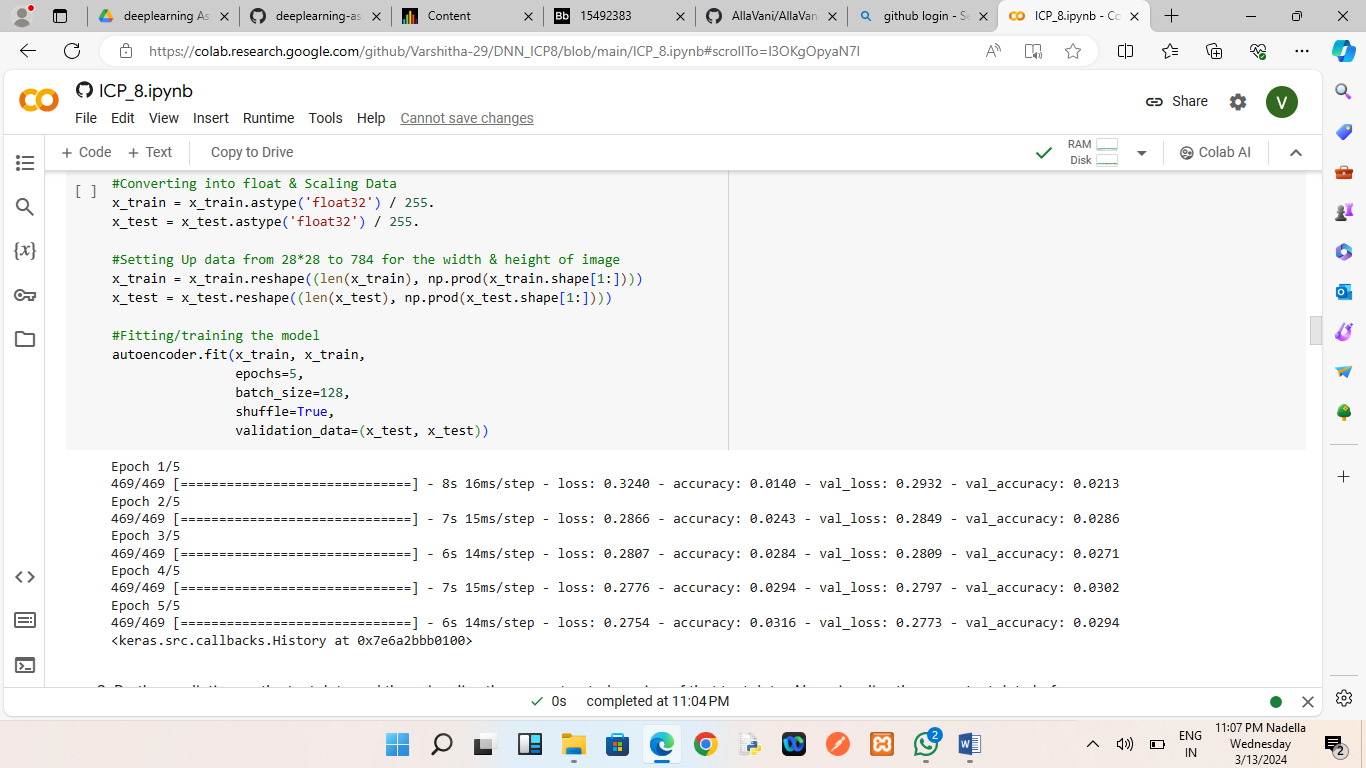 deeplearning As
deeplearning-as
Content
Bb 15492383
AllaVani/AllaVan
github login - Se
ICP_8.ipynb - Co
https://colab.research.google.com/github/Varshitha-29/DNN_ICP8/blob/main/ICP_8.ipynb#scrollTo=I3OKgOpyaN7I
ICP_8.ipynb
Share
V
File Edit View Insert Runtime Tools Help Cannot save changes
+ Code + Text Copy to Drive
RAM
Disk
Colab AI
[ ]
#Converting into float & Scaling Data
x_train = x_train.astype('float32') / 255.
x_test = x_test.astype('float32') / 255.
#Setting Up data from 28*28 to 784 for the width & height of image
x_train = x_train.reshape((len(x_train), np.prod(x_train.shape[1:])))
x_test = x_test.reshape((len(x_test), np.prod(x_test.shape[1:])))
#Fitting/training the model
autoencoder.fit(x_train, x_train,
epochs=5,
batch_size=128,
shuffle=True,
validation_data=(x_test, x_test))
Epoch 1/5
469/469 [==============================] - 8s 16ms/step - loss: 0.3240 - accuracy: 0.0140 - val_loss: 0.2932 - val_accuracy: 0.0213
Epoch 2/5
469/469 [==============================] - 7s 15ms/step - loss: 0.2866 - accuracy: 0.0243 - val_loss: 0.2849 - val_accuracy: 0.0286
Epoch 3/5
469/469 [==============================] - 6s 14ms/step - loss: 0.2807 - accuracy: 0.0284 - val_loss: 0.2809 - val_accuracy: 0.0271
Epoch 4/5
469/469 [==============================] - 7s 15ms/step - loss: 0.2776 - accuracy: 0.0294 - val_loss: 0.2797 - val_accuracy: 0.0302
Epoch 5/5
469/469 [==============================] - 6s 14ms/step - loss: 0.2754 - accuracy: 0.0316 - val_loss: 0.2773 - val_accuracy: 0.0294
<keras.src.callbacks.History at 0x7e6a2bbb0100>
0s completed at 11:04 PM
2
ENG
IN
11:07 PM Nadella
Wednesday
3/13/2024
2